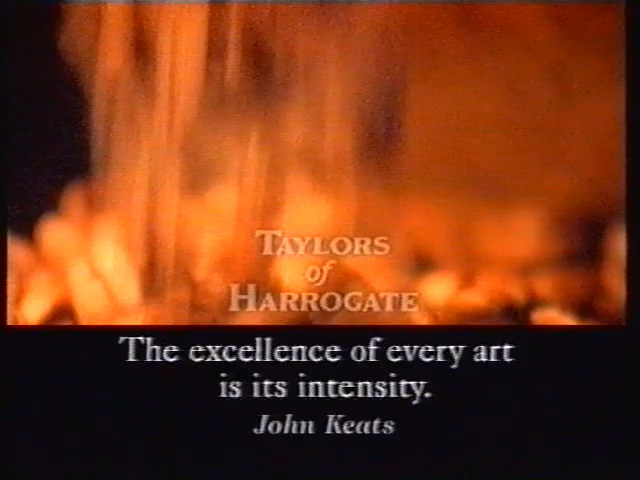 TAYLORS
of
HARROGATE
The excellence of every art
is its intensity.
John Keats